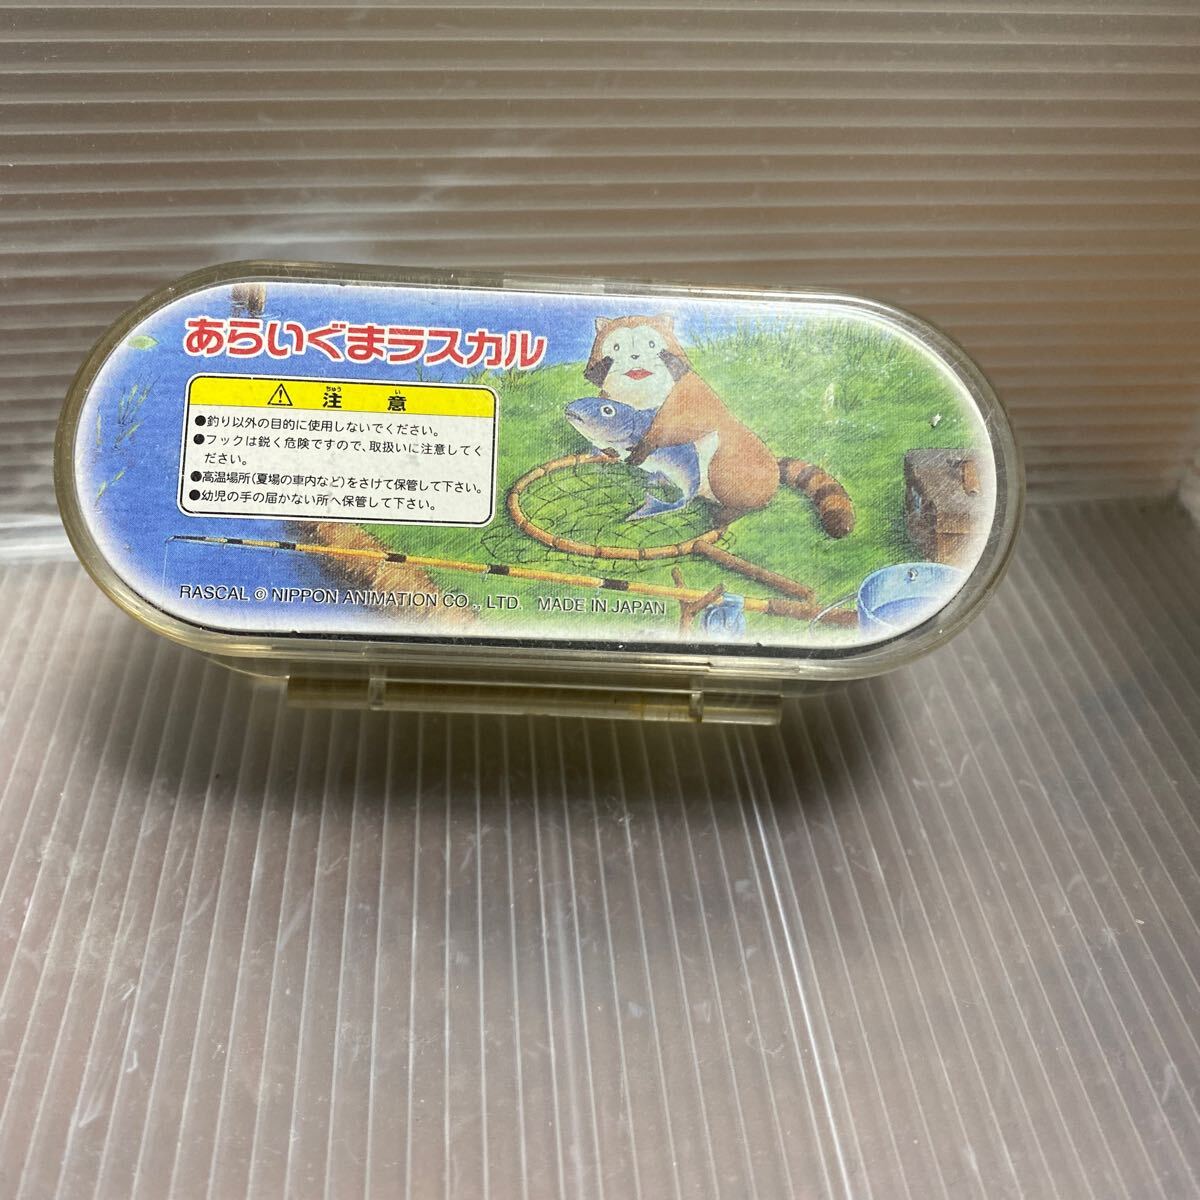 あらいぐまラスカル
注意
ちゅう い
●釣り以外の目的に使用しないでください。
●フックは鋭く危険ですので、取扱いに注意してく
ださい。
●高温場所(夏場の車内など)をさけて保管して下さい。
●幼児の手の届かない所へ保管して下さい。
RASCAL © NIPPON ANIMATION CO., LTD. MADE IN JAPAN